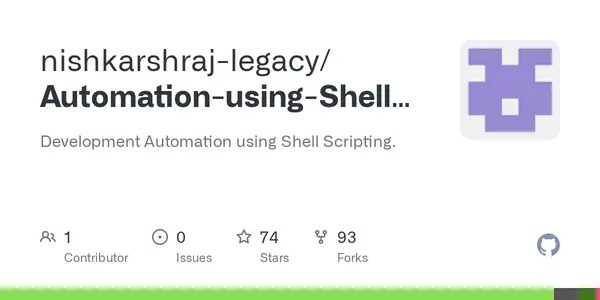 nishkarshraj-legacy/
Automation-using-Shell...
Development Automation using Shell Scripting.
1 0 74 93
Contributor Issues Stars Forks